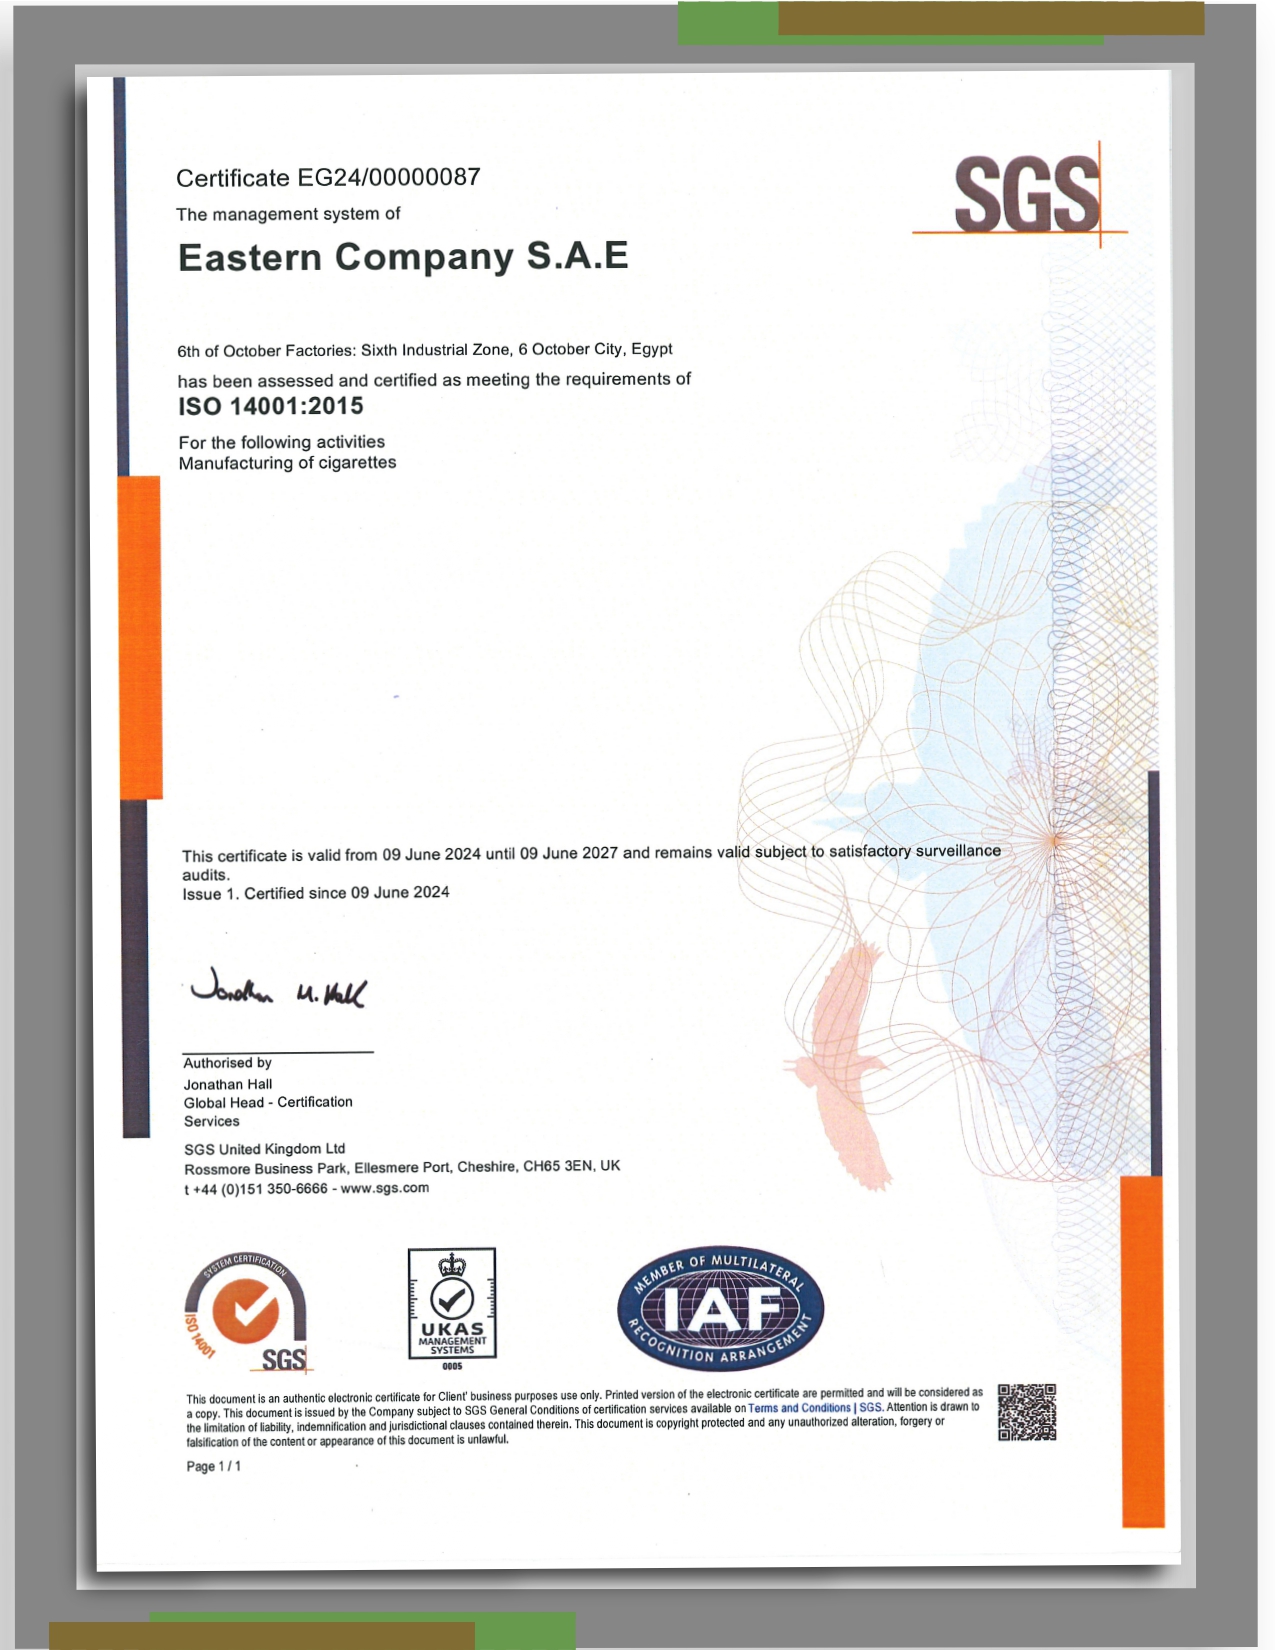 Certificate EG24/00000087
SGS
The management system of
Eastern Company S.A.E
6th of October Factories: Sixth Industrial Zone, 6 October City, Egypt
has been assessed and certified as meeting the requirements of
ISO 14001:2015
For the following activities
Manufacturing of cigarettes
This certificate is valid from 09 June 2024 until 09 June 2027 and remains valid subject to satisfactory surveillance
audits.
Issue 1. Certified since 09 June 2024
Jonathan M. Hall
Authorised by
Jonathan Hall
Global Head - Certification
Services
SGS United Kingdom Ltd
Rossmore Business Park, Ellesmere Port, Cheshire, CH65 3EN, UK
t +44 (0)151 350-6666 - www.sgs.com
SYSTEM CERTIFICATION
ISO 14001
SGS
UKAS
MANAGEMENT
SYSTEMS
0005
MEMBER OF MULTILATERAL
IAF
RECOGNITION ARRANGEMENT
This document is an authentic electronic certificate for Client' business purposes use only. Printed version of the electronic certificate are permitted and will be considered as
a copy. This document is issued by the Company subject to SGS General Conditions of certification services available on Terms and Conditions | SGS. Attention is drawn to
the limitation of liability, indemnification and jurisdictional clauses contained therein. This document is copyright protected and any unauthorized alteration, forgery or
falsification of the content or appearance of this document is unlawful.
Page 1 / 1